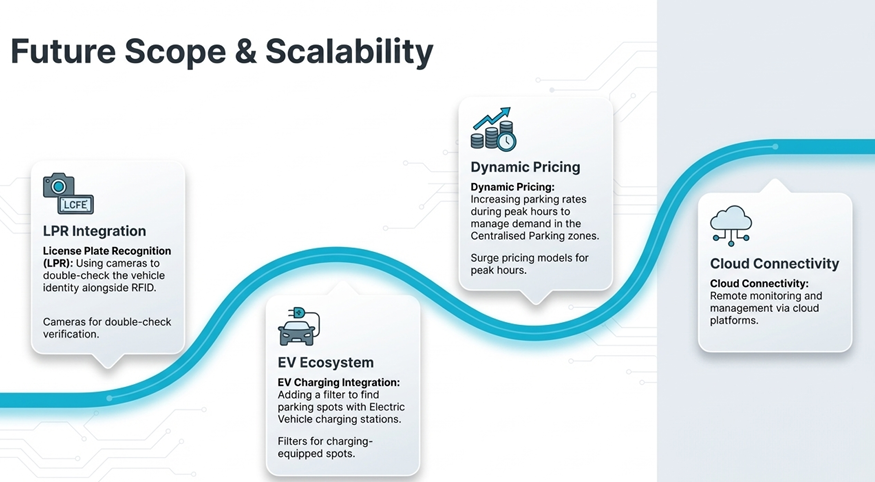 Future Scope & Scalability
LCFE
LPR Integration
License Plate Recognition
(LPR): Using cameras to
double-check the vehicle
identity alongside RFID.
Cameras for double-check
verification.
EV Ecosystem
EV Charging Integration:
Adding a filter to find
parking spots with Electric
Vehicle charging stations.
Filters for charging-
equipped spots.
Dynamic Pricing
Dynamic Pricing:
Increasing parking rates
during peak hours to
manage demand in the
Centralised Parking zones.
Surge pricing models for
peak hours.
Cloud Connectivity
Cloud Connectivity:
Remote monitoring and
management via cloud
platforms.